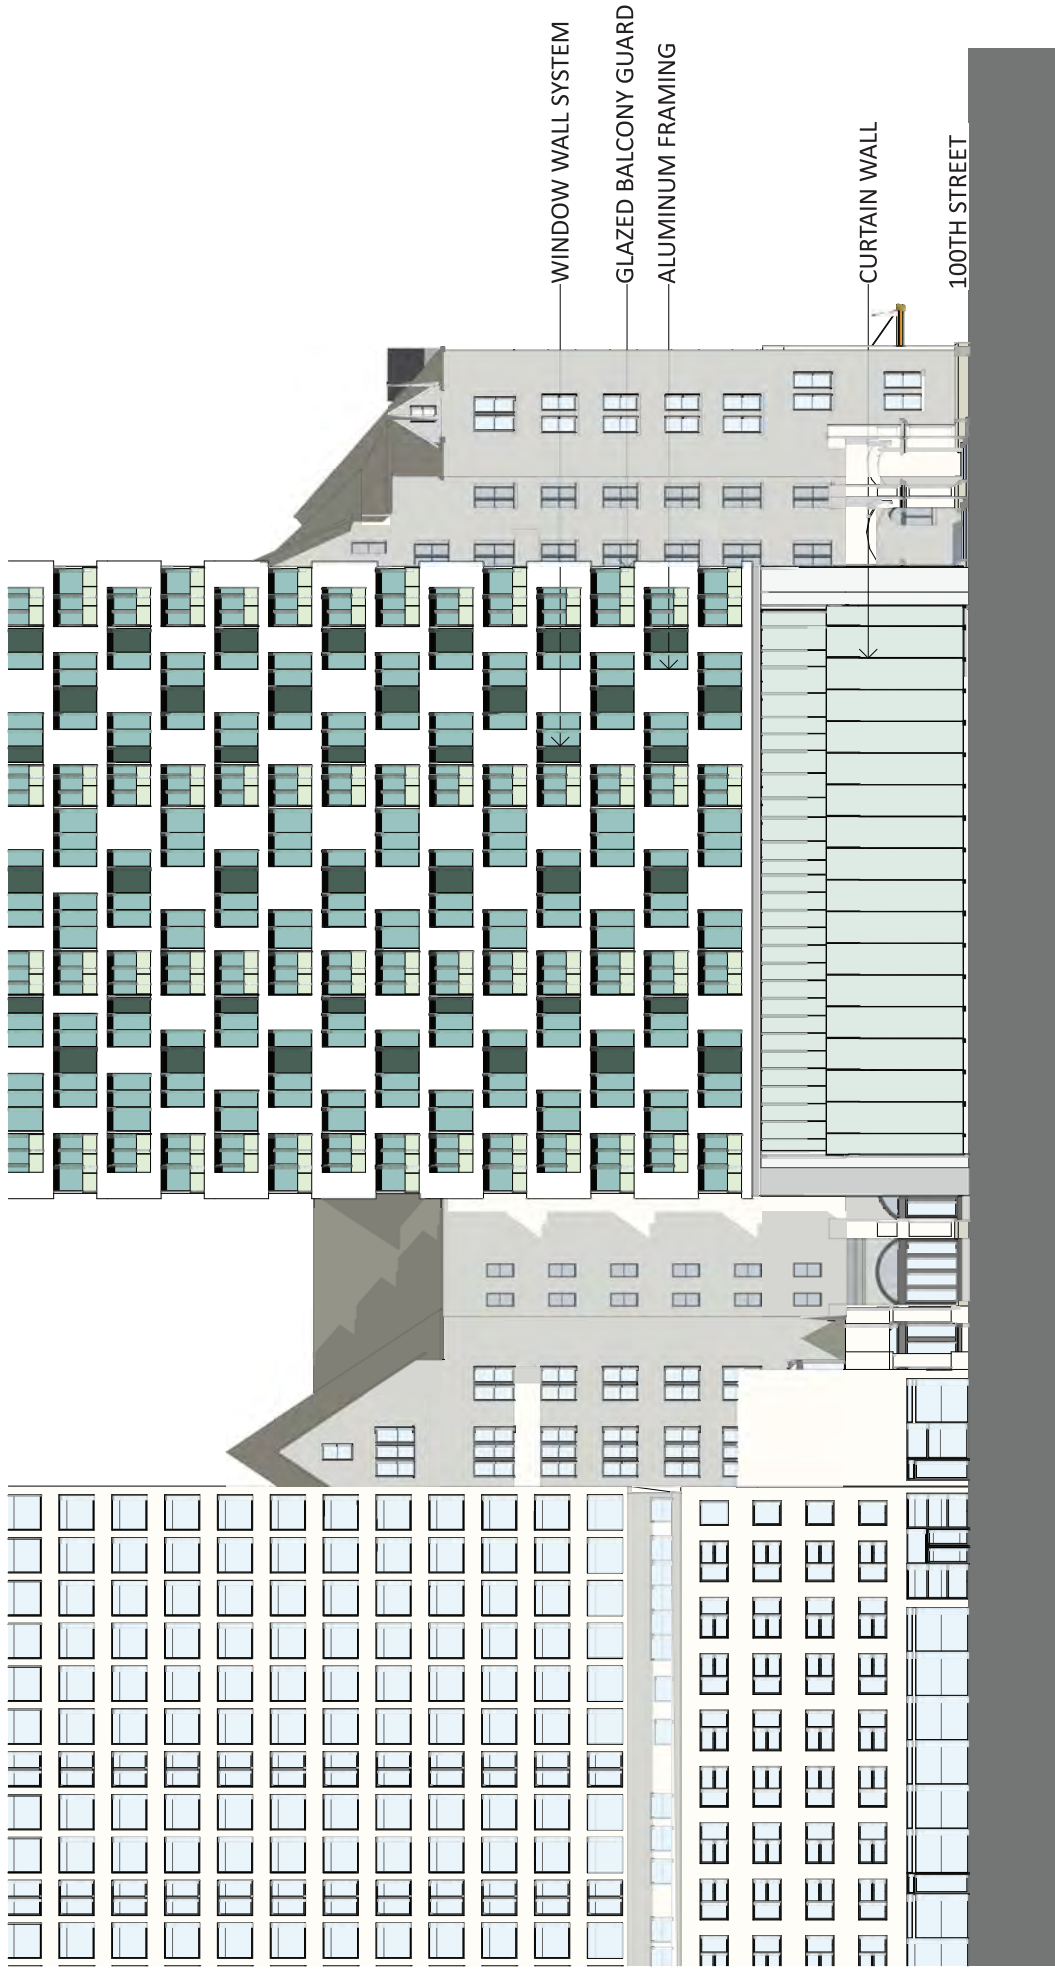 WINDOW WALL SYSTEM
GLAZED BALCONY GUARD
ALUMINUM FRAMING
CURTAIN WALL
100TH STREET